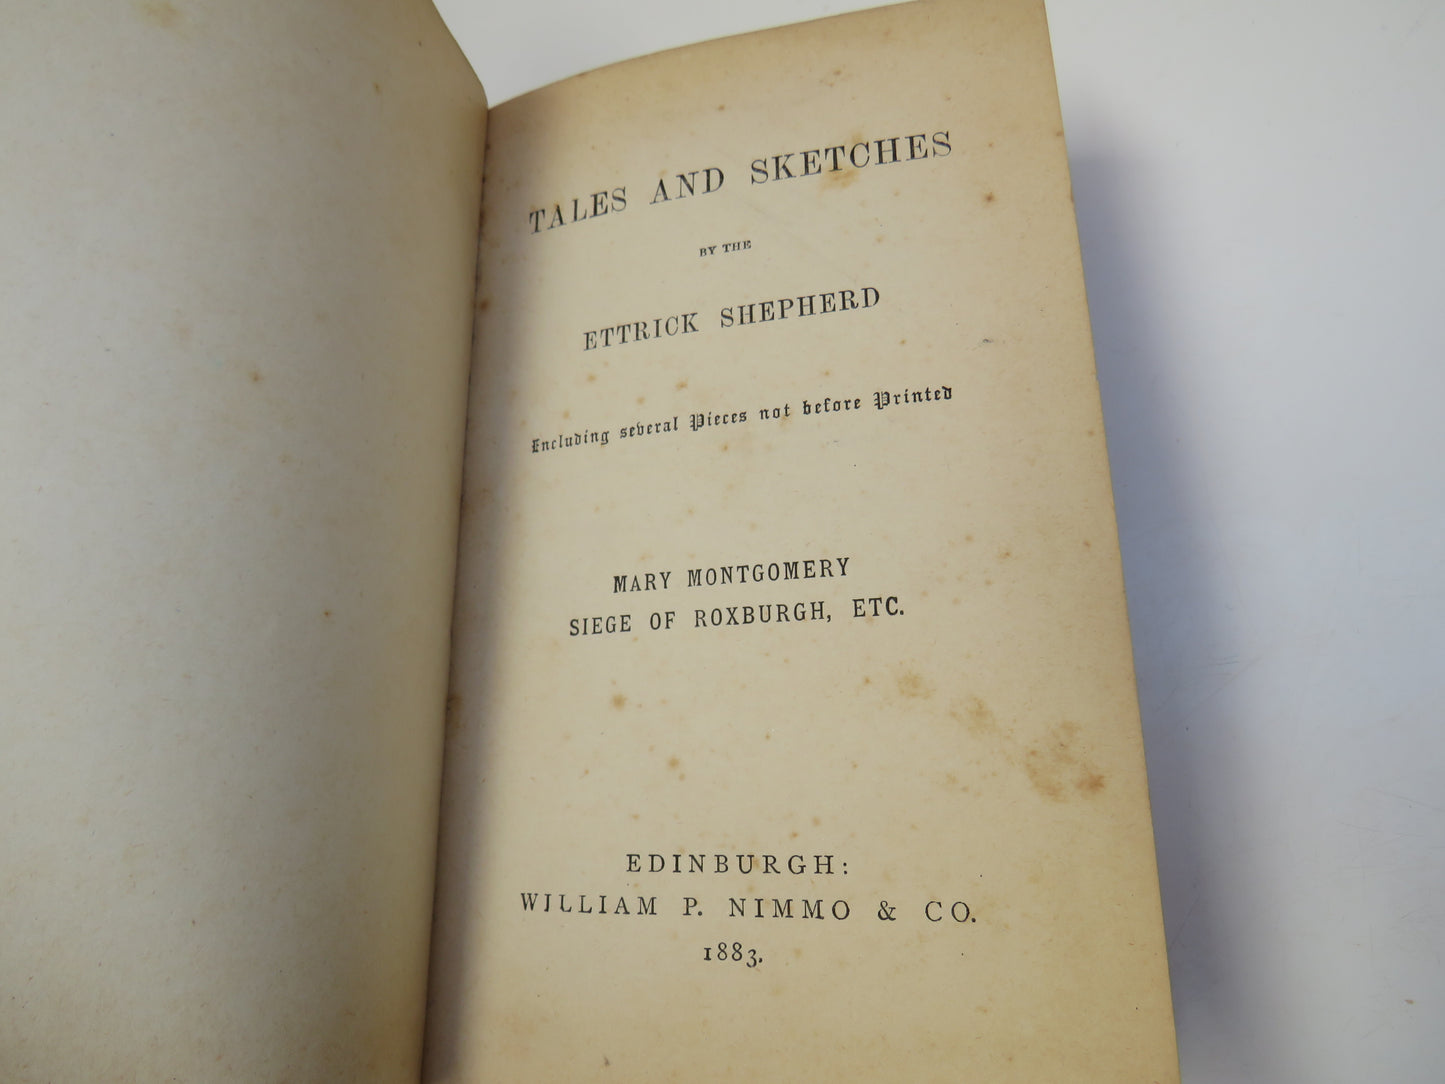 TALES AND SKETCHES
BY THE
ETTRICK SHEPHERD
Including several Pieces not before Printed
MARY MONTGOMERY
SIEGE OF ROXBURGH, ETC.
EDINBURGH:
WILLIAM P. NIMMO & CO.
1883.